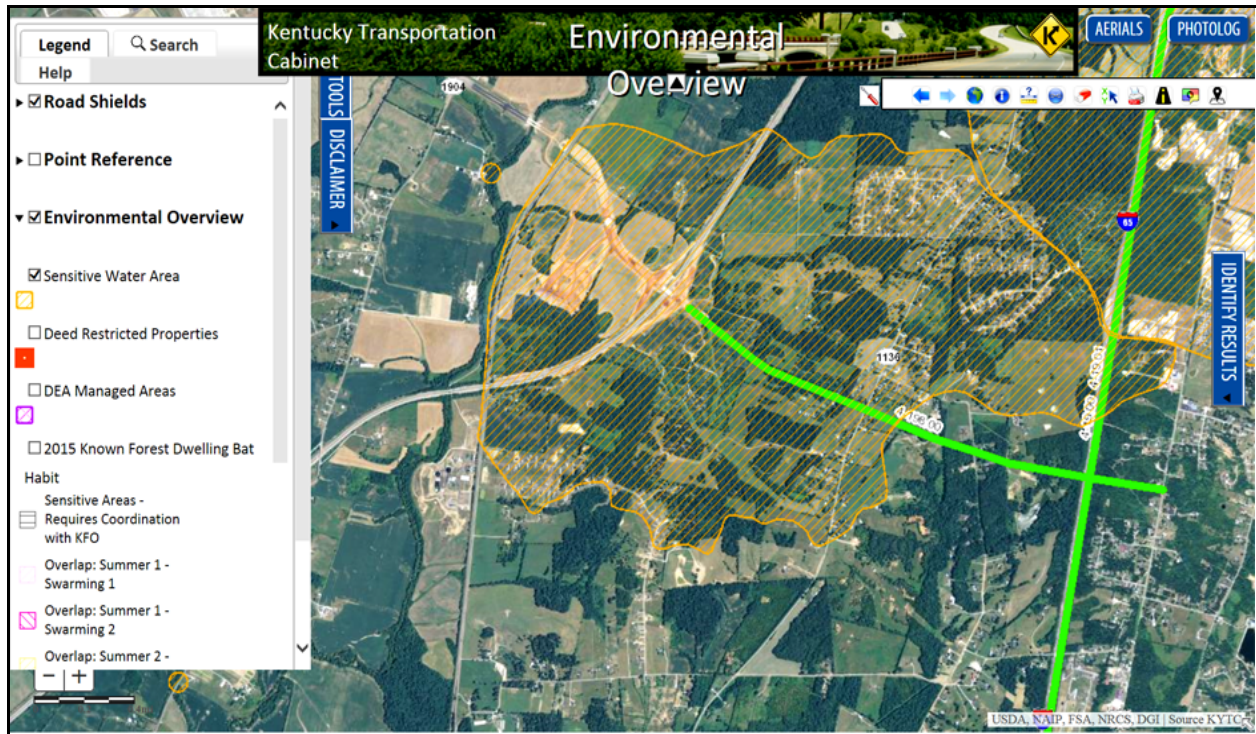 Legend
Search
Help
Kentucky Transportation
Cabinet
Environmental
Overview
AERIALS
PHOTOLOG
TOOLS
DISCLAIMER
IDENTIFY RESULTS
Road Shields
Point Reference
Environmental Overview
Sensitive Water Area
Deed Restricted Properties
DEA Managed Areas
2015 Known Forest Dwelling Bat
Habit
Sensitive Areas -
Requires Coordination
with KFO
Overlap: Summer 1 -
Swarming 1
Overlap: Summer 1 -
Swarming 2
Overlap: Summer 2 -
1904
65
1136
4-198.00
USDA, NAIP, FSA, NRCS, DGI | Source KYTC